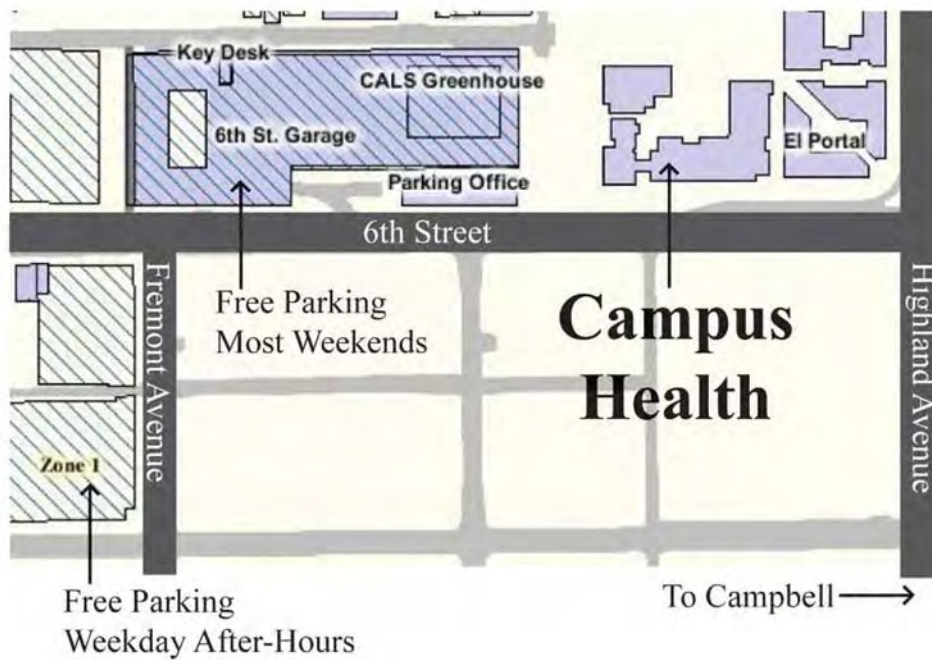 Key Desk
CALS Greenhouse
6th St. Garage
El Portal
Parking Office
6th Street
Fremont Avenue
Highland Avenue
Free Parking
Most Weekends
Campus
Health
Zone 1
To Campbell
Free Parking
Weekday After-Hours